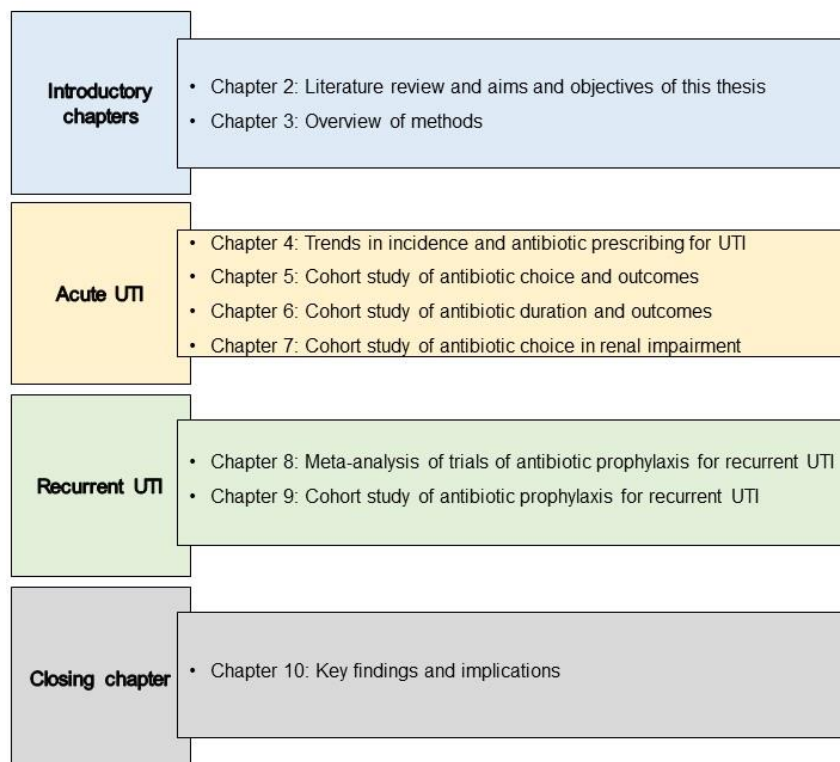 Introductory
chapters
• Chapter 2: Literature review and aims and objectives of this thesis
• Chapter 3: Overview of methods
Acute UTI
• Chapter 4: Trends in incidence and antibiotic prescribing for UTI
• Chapter 5: Cohort study of antibiotic choice and outcomes
• Chapter 6: Cohort study of antibiotic duration and outcomes
• Chapter 7: Cohort study of antibiotic choice in renal impairment
Recurrent UTI
• Chapter 8: Meta-analysis of trials of antibiotic prophylaxis for recurrent UTI
• Chapter 9: Cohort study of antibiotic prophylaxis for recurrent UTI
Closing chapter
• Chapter 10: Key findings and implications